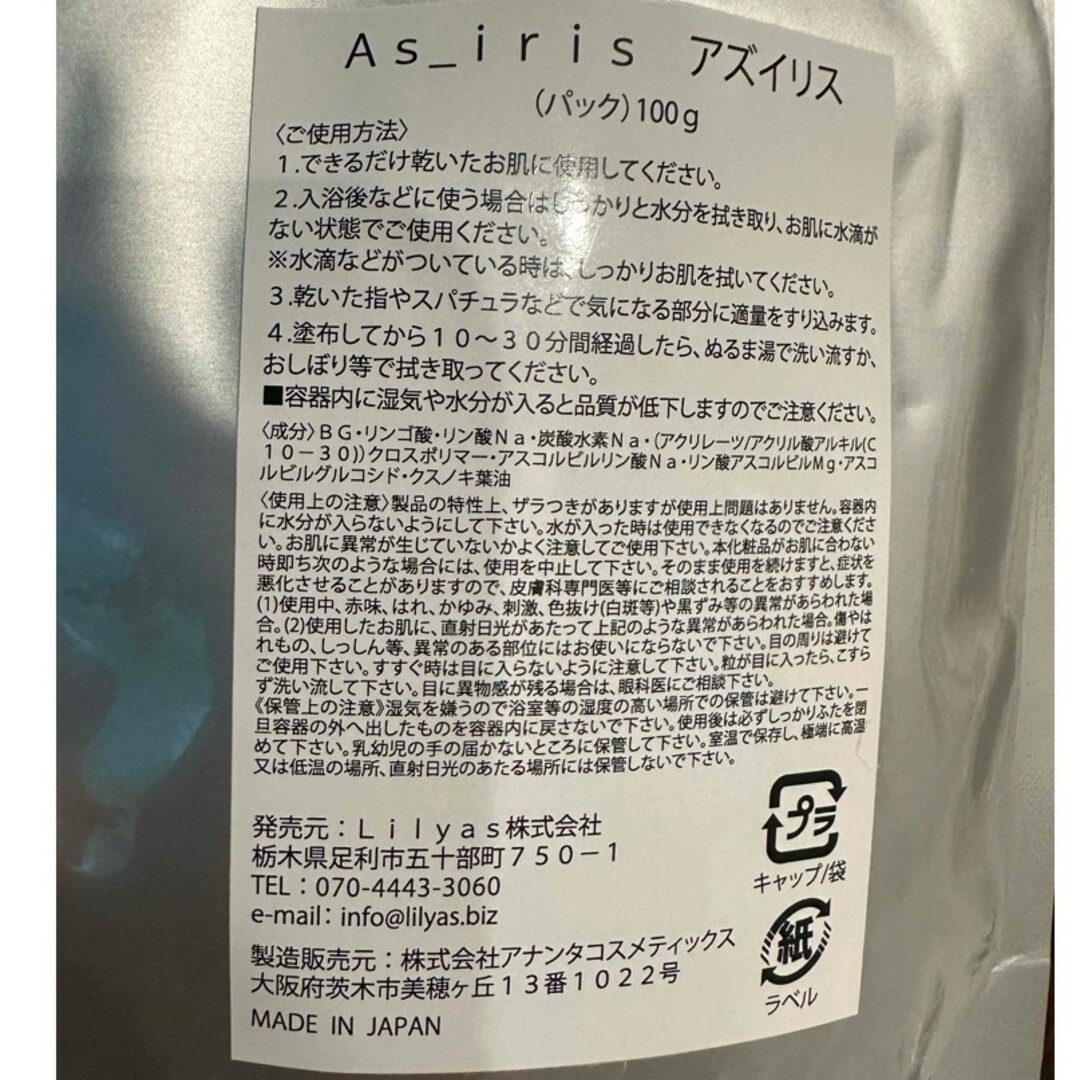 As_iris アズイリス
（パック）100g
〈ご使用方法〉
1.できるだけ乾いたお肌に使用してください。
2.入浴後などに使う場合はしっかりと水分を拭き取り、お肌に水滴が
ない状態でご使用ください。
※水滴などがついている時は、しっかりお肌を拭いてください。
3.乾いた指やスパチュラなどで気になる部分に適量をすり込みます。
4.塗布してから10～30分間経過したら、ぬるま湯で洗い流すか、
おしぼり等で拭き取ってください。
■容器内に湿気や水分が入ると品質が低下しますのでご注意ください。
〈成分〉BG・リンゴ酸・リン酸Na・炭酸水素Na・（アクリレーツ/アクリル酸アルキル(C
10－30)）クロスポリマー・アスコルビルリン酸Na・リン酸アスコルビルMg・アスコ
ルビルグルコシド・クスノキ葉油
〈使用上の注意〉製品の特性上、ザラつきがありますが使用上問題はありません。容器内
に水分が入らないようにして下さい。水が入った時は使用できなくなるのでご注意くださ
い。お肌に異常が生じていないかよく注意してご使用下さい。本化粧品がお肌に合わない
時即ち次のような場合には、使用を中止して下さい。そのまま使用を続けますと、症状を
悪化させることがありますので、皮膚科専門医等にご相談されることをおすすめします。
(1)使用中、赤味、はれ、かゆみ、刺激、色抜け(白斑等)や黒ずみ等の異常があらわれた場
合。(2)使用したお肌に、直射日光があたって上記のような異常があらわれた場合。傷やは
れもの、しっしん等、異常のある部位にはお使いにならないで下さい。目の周りは避けて
ご使用下さい。すすぐ時は目に入らないように注意して下さい。粒が目に入ったら、こすら
ず洗い流して下さい。目に異物感が残る場合は、眼科医にご相談下さい。
《保管上の注意》湿気を嫌うので浴室等の湿度の高い場所での保管は避けて下さい。一
旦容器の外へ出したものを容器内に戻さないで下さい。使用後は必ずしっかりふたを閉
めて下さい。乳幼児の手の届かないところに保管して下さい。室温で保存し、極端に高温
又は低温の場所、直射日光のあたる場所には保管しないで下さい。
発売元：Lilyas株式会社
栃木県足利市五十部町750－1
TEL：070-4443-3060
e-mail：info@lilyas.biz
製造販売元：株式会社アナンタコスメティックス
大阪府茨木市美穂ヶ丘13番1022号
MADE IN JAPAN
プラ
キャップ/袋
紙
ラベル